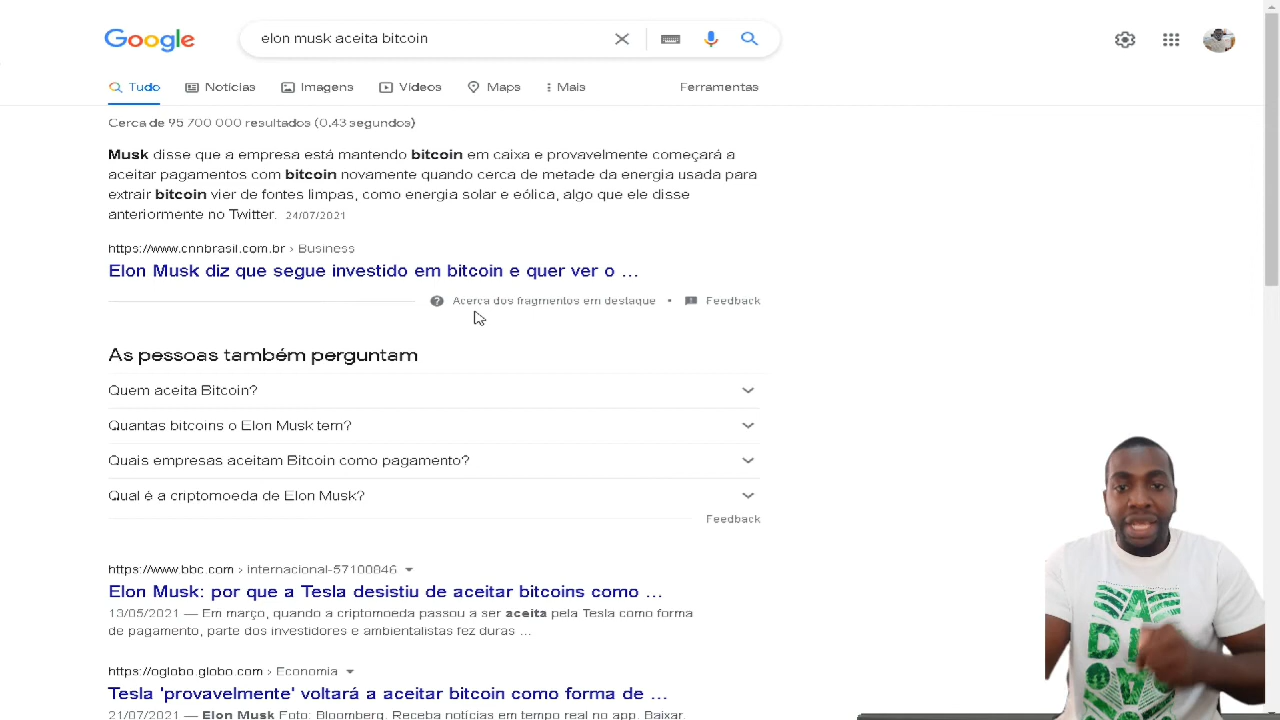 Google
elon musk aceita bitcoin
Tudo Notícias Imagens Vídeos Maps Mais Ferramentas
Cerca de 95 700 000 resultados (0.43 segundos)
Musk disse que a empresa está mantendo bitcoin em caixa e provavelmente começará a
aceitar pagamentos com bitcoin novamente quando cerca de metade da energia usada para
extrair bitcoin vier de fontes limpas, como energia solar e eólica, algo que ele disse
anteriormente no Twitter. 24/07/2021
https://www.cnnbrasil.com.br › Business
Elon Musk diz que segue investido em bitcoin e quer ver o ...
Acerca dos fragmentos em destaque • Feedback
As pessoas também perguntam
Quem aceita Bitcoin?
Quantas bitcoins o Elon Musk tem?
Quais empresas aceitam Bitcoin como pagamento?
Qual é a criptomoeda de Elon Musk?
Feedback
https://www.bbc.com › internacional-57100046
Elon Musk: por que a Tesla desistiu de aceitar bitcoins como ...
13/05/2021 — Em março, quando a criptomoeda passou a ser aceita pela Tesla como forma
de pagamento, parte dos investidores e ambientalistas fez duras ...
https://oglobo.globo.com › Economia
Tesla 'provavelmente' voltará a aceitar bitcoin como forma de ...
21/07/2021 — Elon Musk Foto: Bloomberg. Receba notícias em tempo real no app. Baixar.